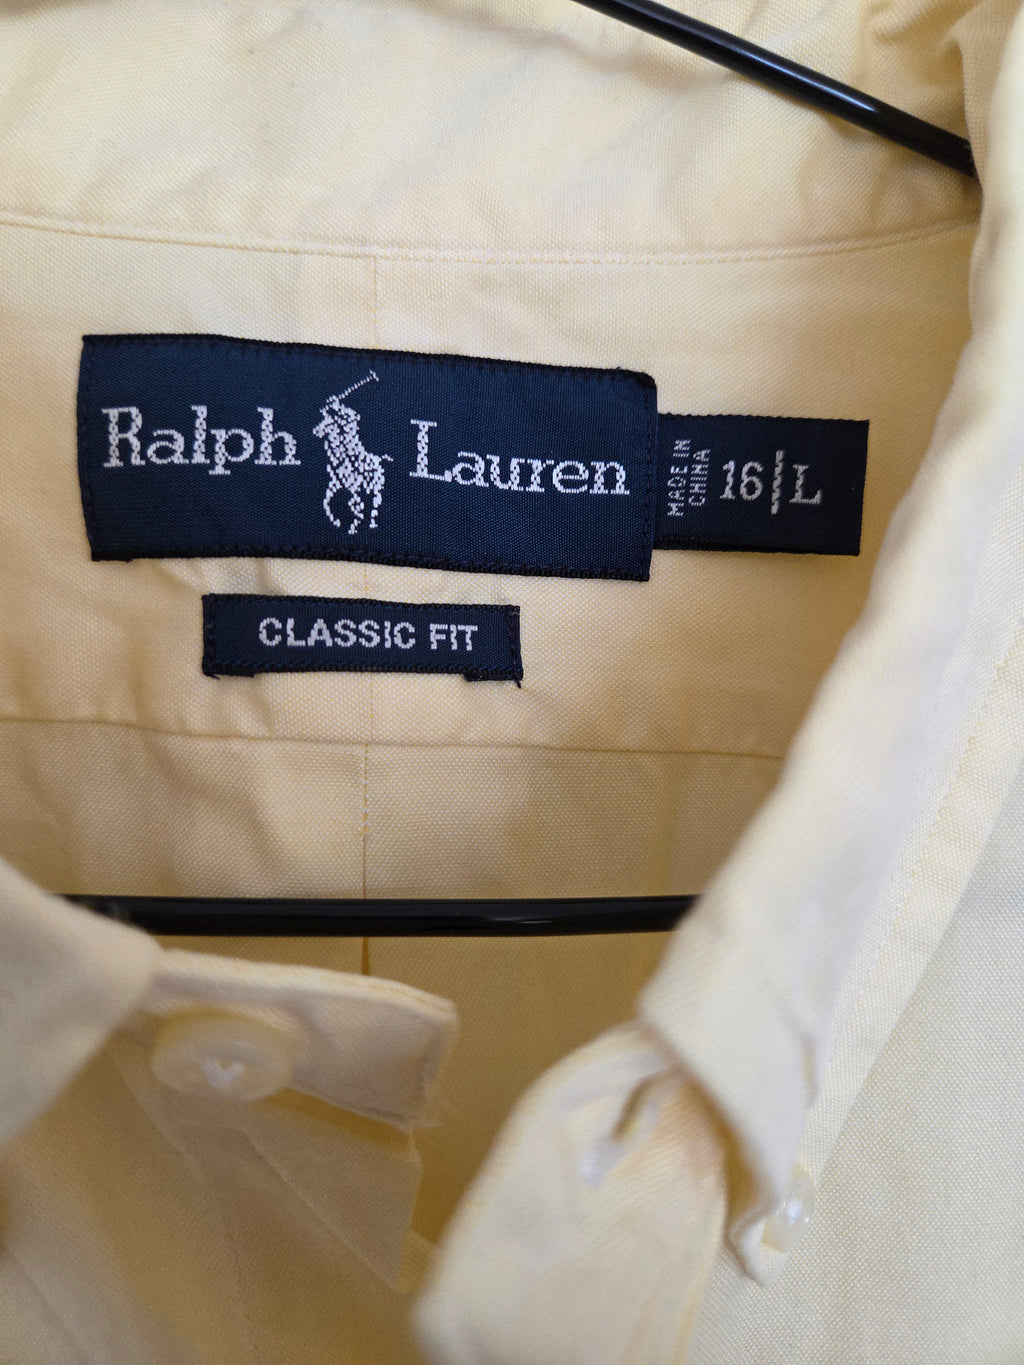 Ralph Lauren
MADE IN
CHINA
16|L
CLASSIC FIT